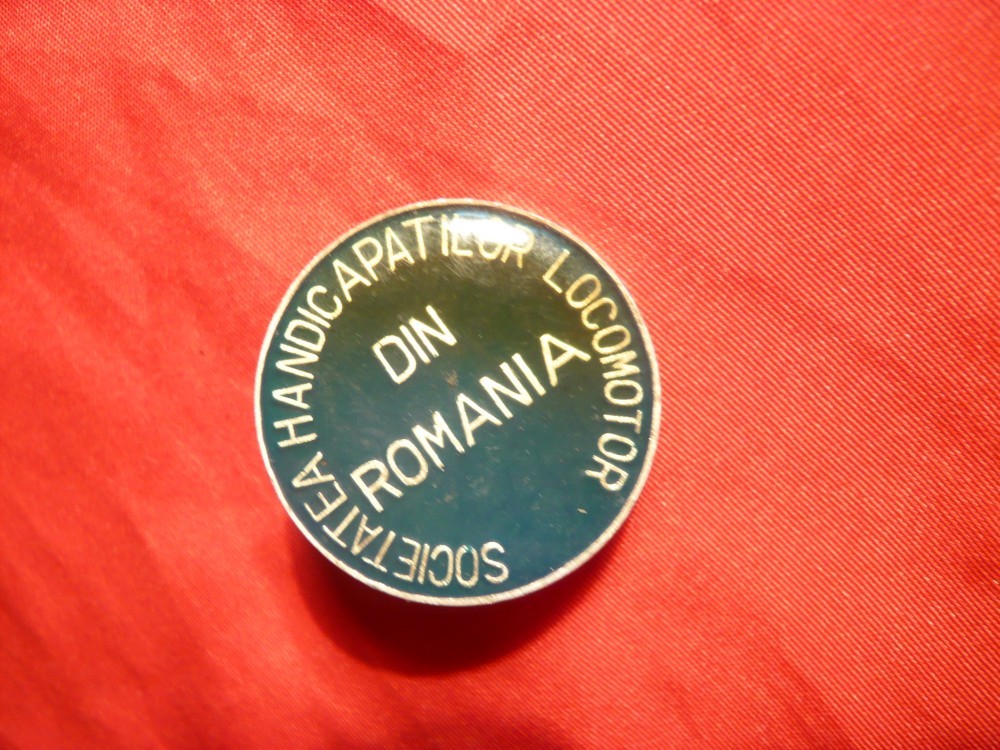 SOCIETATEA HANDICAPATILOR LOCOMOTOR
DIN
ROMANIA